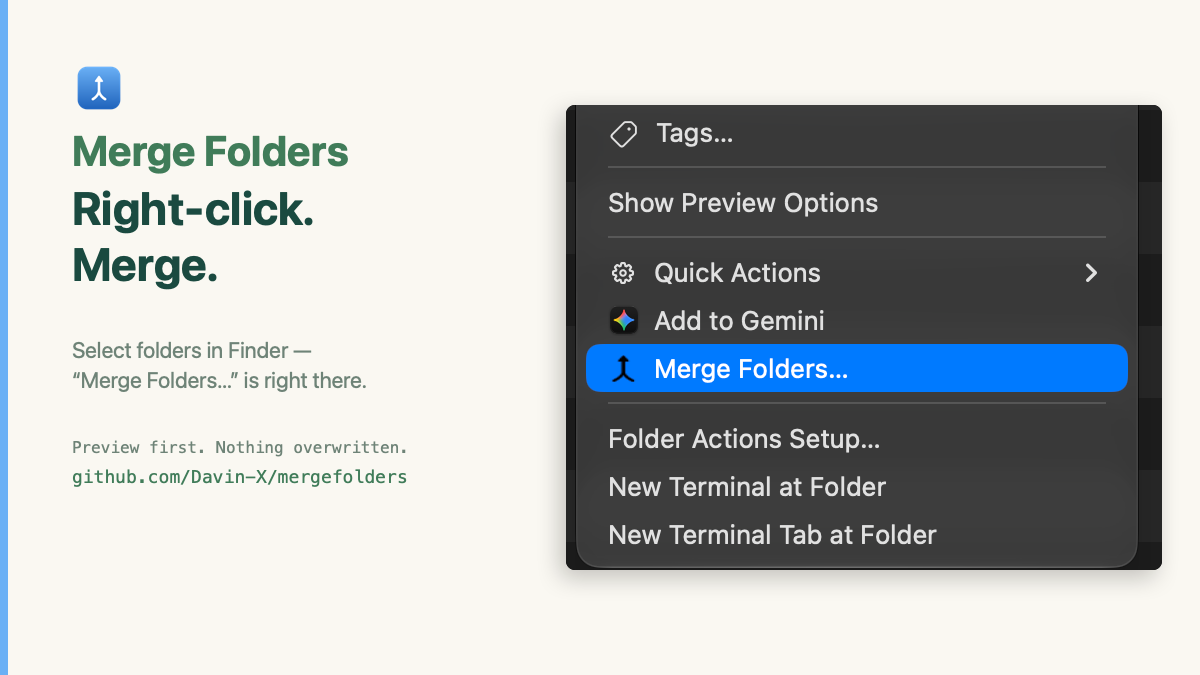 Merge Folders
Right-click.
Merge.
Select folders in Finder —
“Merge Folders…” is right there.
Preview first. Nothing overwritten.
github.com/Davin-X/mergefolders
Tags…
Show Preview Options
Quick Actions
Add to Gemini
Merge Folders…
Folder Actions Setup…
New Terminal at Folder
New Terminal Tab at Folder